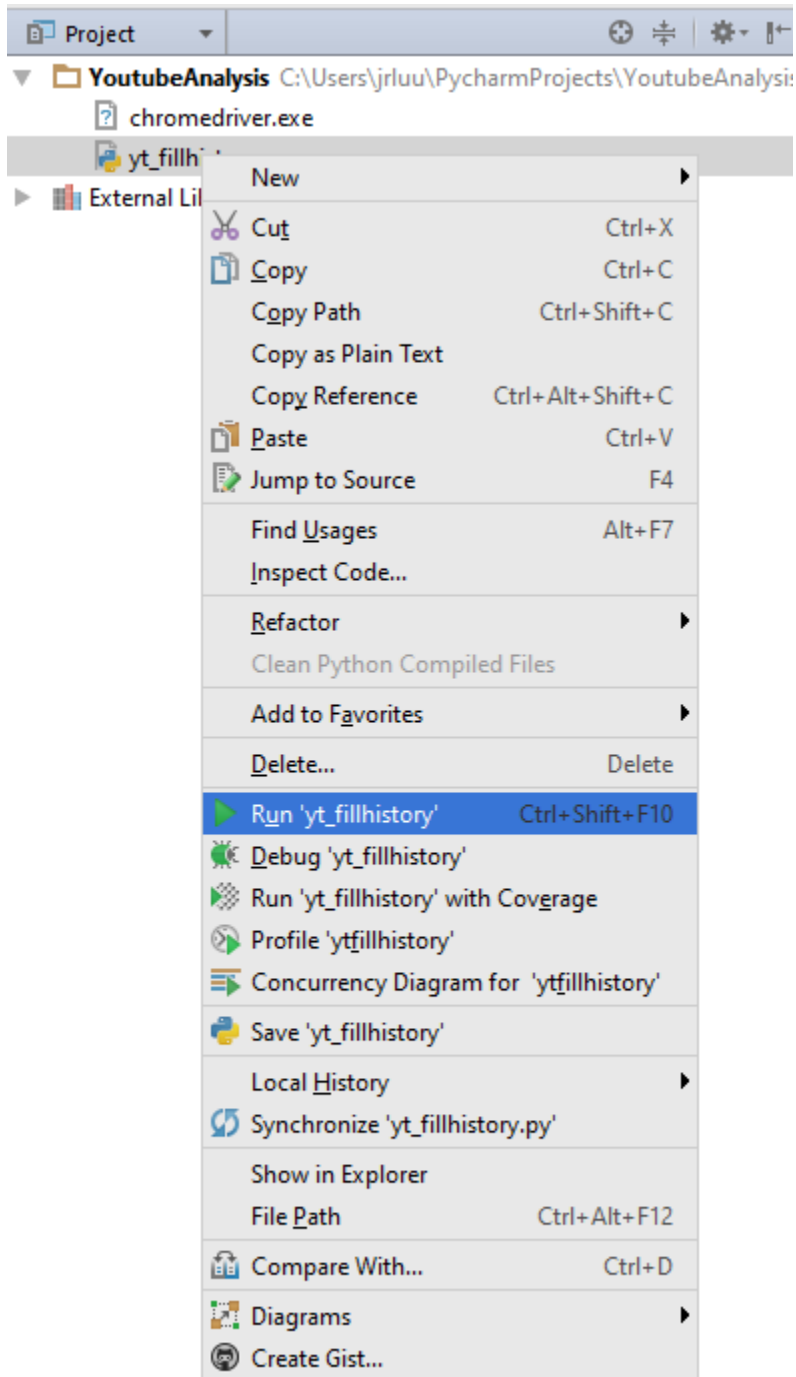 Project
YoutubeAnalysis C:\Users\jrluu\PycharmProjects\YoutubeAnalysis
chromedriver.exe
yt_fillhi
External Li
New
Cut Ctrl+X
Copy Ctrl+C
Copy Path Ctrl+Shift+C
Copy as Plain Text
Copy Reference Ctrl+Alt+Shift+C
Paste Ctrl+V
Jump to Source F4
Find Usages Alt+F7
Inspect Code...
Refactor
Clean Python Compiled Files
Add to Favorites
Delete... Delete
Run 'yt_fillhistory' Ctrl+Shift+F10
Debug 'yt_fillhistory'
Run 'yt_fillhistory' with Coverage
Profile 'ytfillhistory'
Concurrency Diagram for 'ytfillhistory'
Save 'yt_fillhistory'
Local History
Synchronize 'yt_fillhistory.py'
Show in Explorer
File Path Ctrl+Alt+F12
Compare With... Ctrl+D
Diagrams
Create Gist...